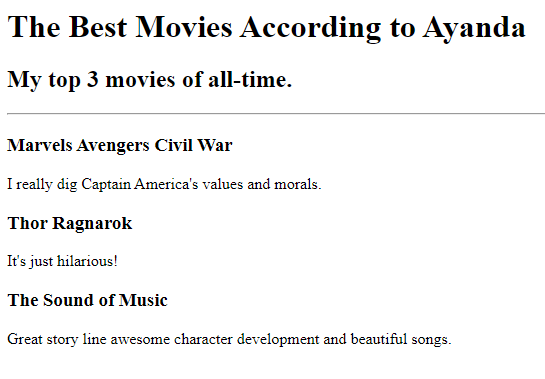 The Best Movies According to Ayanda
My top 3 movies of all-time.
Marvels Avengers Civil War
I really dig Captain America's values and morals.
Thor Ragnarok
It's just hilarious!
The Sound of Music
Great story line awesome character development and beautiful songs.